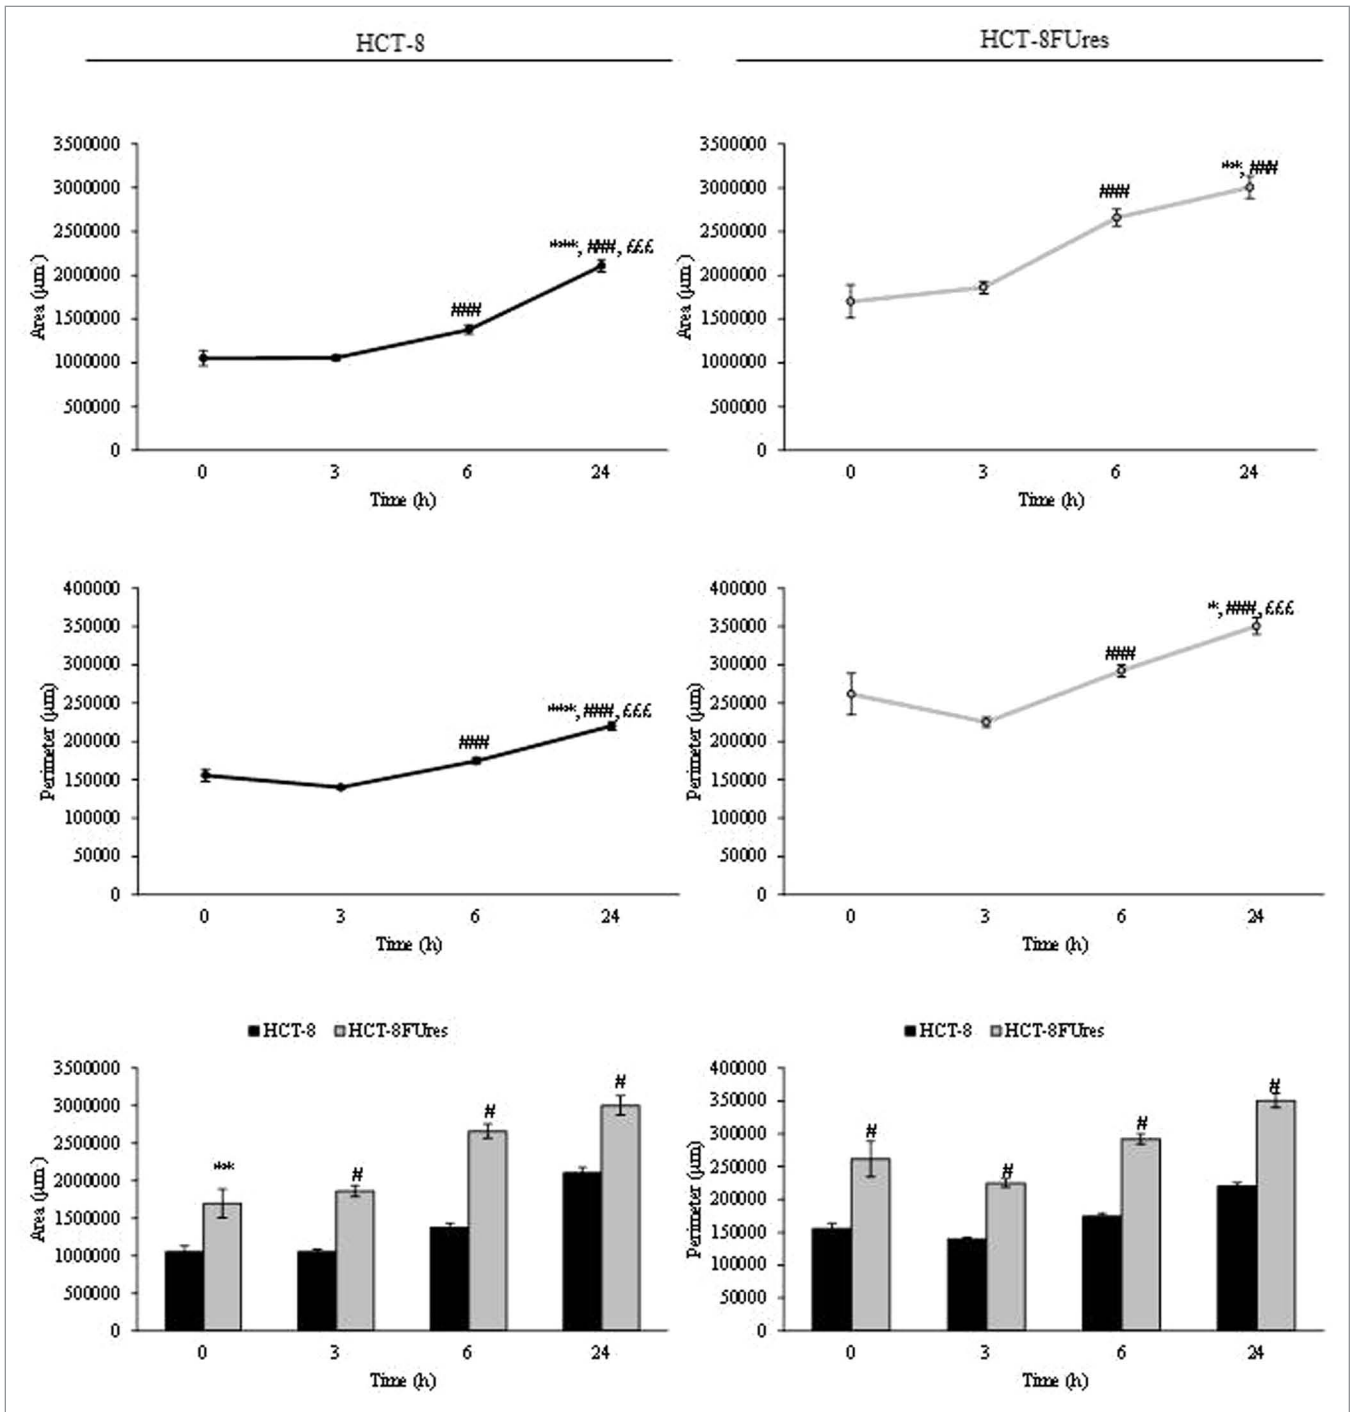 HCT-8
HCT-8FUres
3500000
3000000
2500000
2000000
1500000
1000000
500000
0
Area (µm²)
***, ###, £££
###
0 3 6 24
Time (h)
3500000
3000000
2500000
2000000
1500000
1000000
500000
0
Area (µm²)
**, ###
###
0 3 6 24
Time (h)
400000
350000
300000
250000
200000
150000
100000
50000
0
Perimeter (µm)
***, ###, £££
###
0 3 6 24
Time (h)
400000
350000
300000
250000
200000
150000
100000
50000
0
Perimeter (µm)
*, ###, £££
###
0 3 6 24
Time (h)
HCT-8 HCT-8FUres
3500000
3000000
2500000
2000000
1500000
1000000
500000
0
Area (µm²)
** # # #
0 3 6 24
Time (h)
HCT-8 HCT-8FUres
400000
350000
300000
250000
200000
150000
100000
50000
0
Perimeter (µm)
# # # #
0 3 6 24
Time (h)